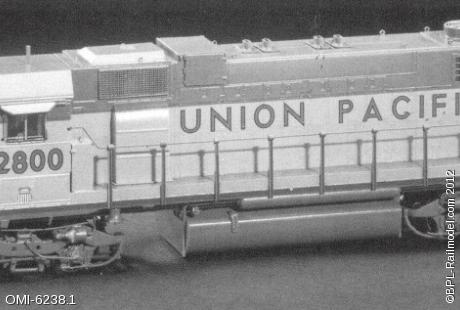 UNION PACIFI
2800
OMI-6238.1
©BPL-Railmodel.com 2012